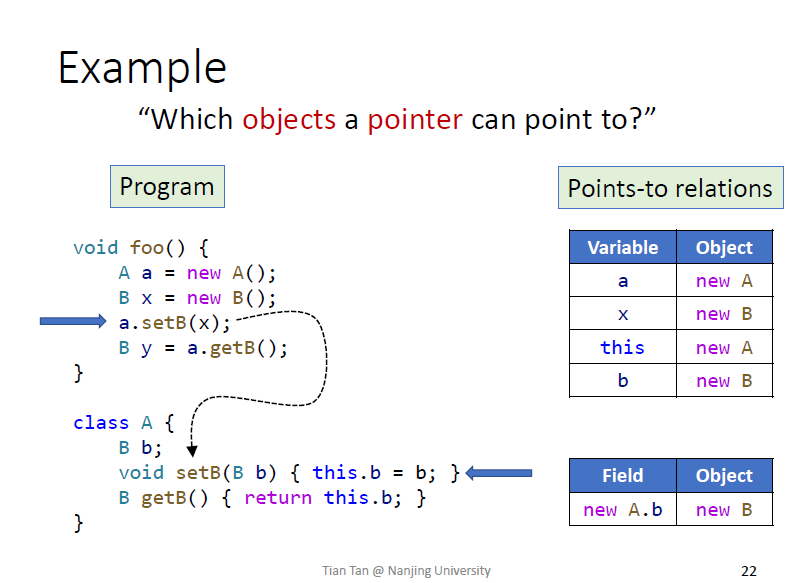 Example
“Which objects a pointer can point to?”
Program
void foo() {
A a = new A();
B x = new B();
a.setB(x);
B y = a.getB();
}
class A {
B b;
void setB(B b) { this.b = b; }
B getB() { return this.b; }
}
Points-to relations
Variable Object
a new A
x new B
this new A
b new B
Field Object
new A.b new B
Tian Tan @ Nanjing University
22